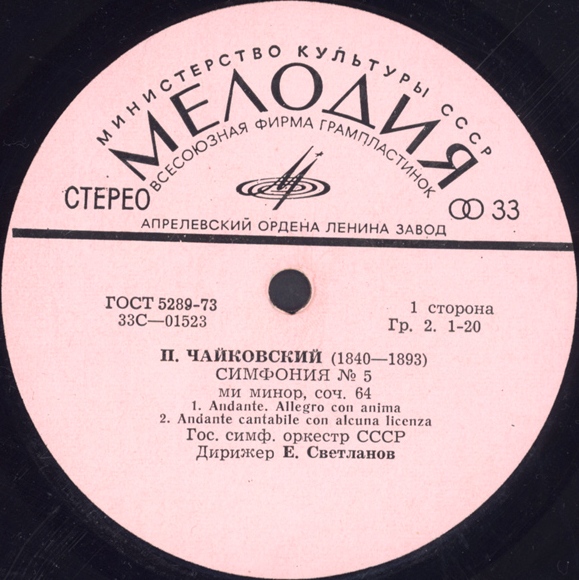 МИНИСТЕРСТВО КУЛЬТУРЫ СССР
МЕЛОДИЯ
ВСЕСОЮЗНАЯ ФИРМА ГРАМПЛАСТИНОК
СТЕРЕО
33
АПРЕЛЕВСКИЙ ОРДЕНА ЛЕНИНА ЗАВОД
ГОСТ 5289-73
33С—01523
1 сторона
Гр. 2. 1-20
П. ЧАЙКОВСКИЙ (1840—1893)
СИМФОНИЯ № 5
ми минор, соч. 64
1. Andante. Allegro con anima
2. Andante cantabile con alcuna licenza
Гос. симф. оркестр СССР
Дирижер Е. Светланов